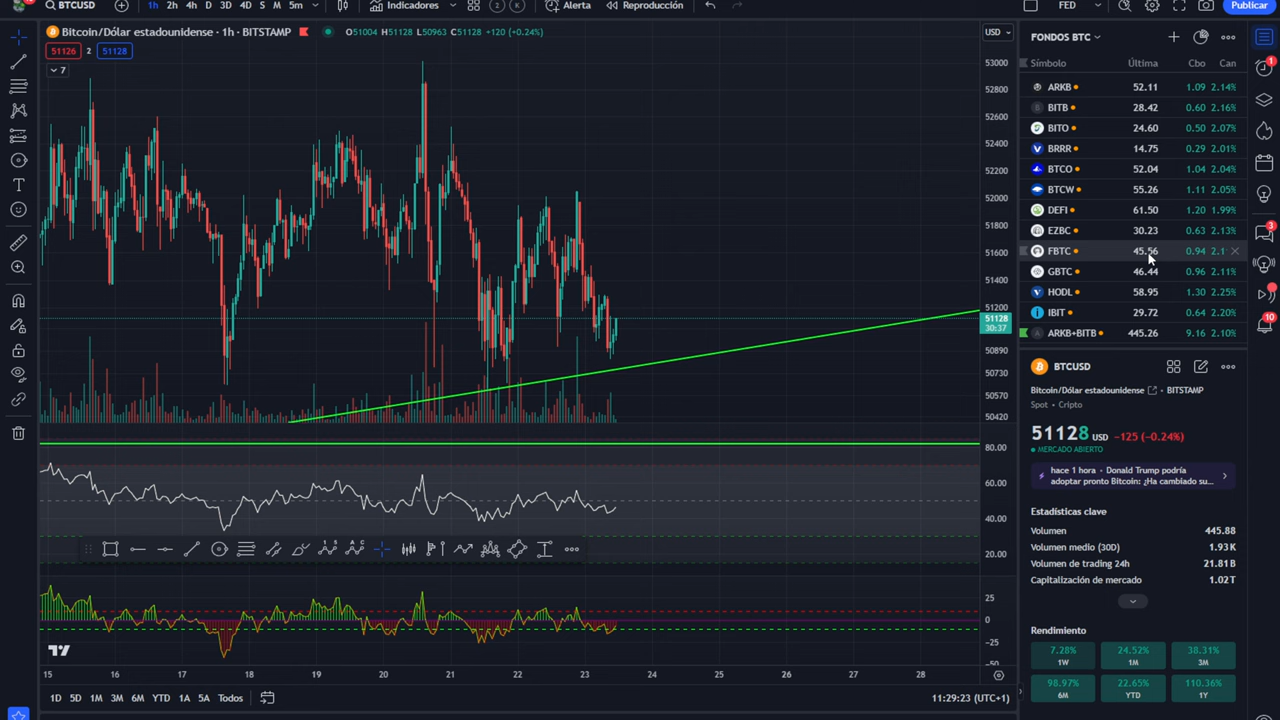 BTCUSD 1h 2h 4h D 3D 4D S M 5m Indicadores 2 K Alerta Reproducción FED Publicar
Bitcoin/Dólar estadounidense · 1h · BITSTAMP O51004 H51128 L50963 C51128 +120 (+0.24%)
51126 2 51128
7
USD
53000
52800
52600
52400
52200
52000
51800
51600
51400
51200
51128
30:37
50890
50730
50570
50420
80.00
60.00
40.00
20.00
25
0
−25
−50
15 16 17 18 19 20 21 22 23 24 25 26 27 28
1D 5D 1M 3M 6M YTD 1A 5A Todos
11:29:23 (UTC+1)
FONDOS BTC
Símbolo Última Cbo Can
ARKB 52.11 1.09 2.14%
BITB 28.42 0.60 2.16%
BITO 24.60 0.50 2.07%
BRRR 14.75 0.29 2.01%
BTCO 52.04 1.04 2.04%
BTCW 55.26 1.11 2.05%
DEFI 61.50 1.20 1.99%
EZBC 30.23 0.63 2.13%
FBTC 45.56 0.94 2.1
GBTC 46.44 0.96 2.11%
HODL 58.95 1.30 2.25%
IBIT 29.72 0.64 2.20%
ARKB+BITB 445.26 9.16 2.10%
BTCUSD
Bitcoin/Dólar estadounidense · BITSTAMP
Spot · Cripto
51128 USD −125 (−0.24%)
MERCADO ABIERTO
hace 1 hora · Donald Trump podría
adoptar pronto Bitcoin: ¿Ha cambiado su...
Estadísticas clave
Volumen 445.88
Volumen medio (30D) 1.93K
Volumen de trading 24h 21.81B
Capitalización de mercado 1.02T
Rendimiento
7.28% 24.52% 38.31%
1W 1M 3M
98.97% 22.65% 110.36%
6M YTD 1Y
1
3
10